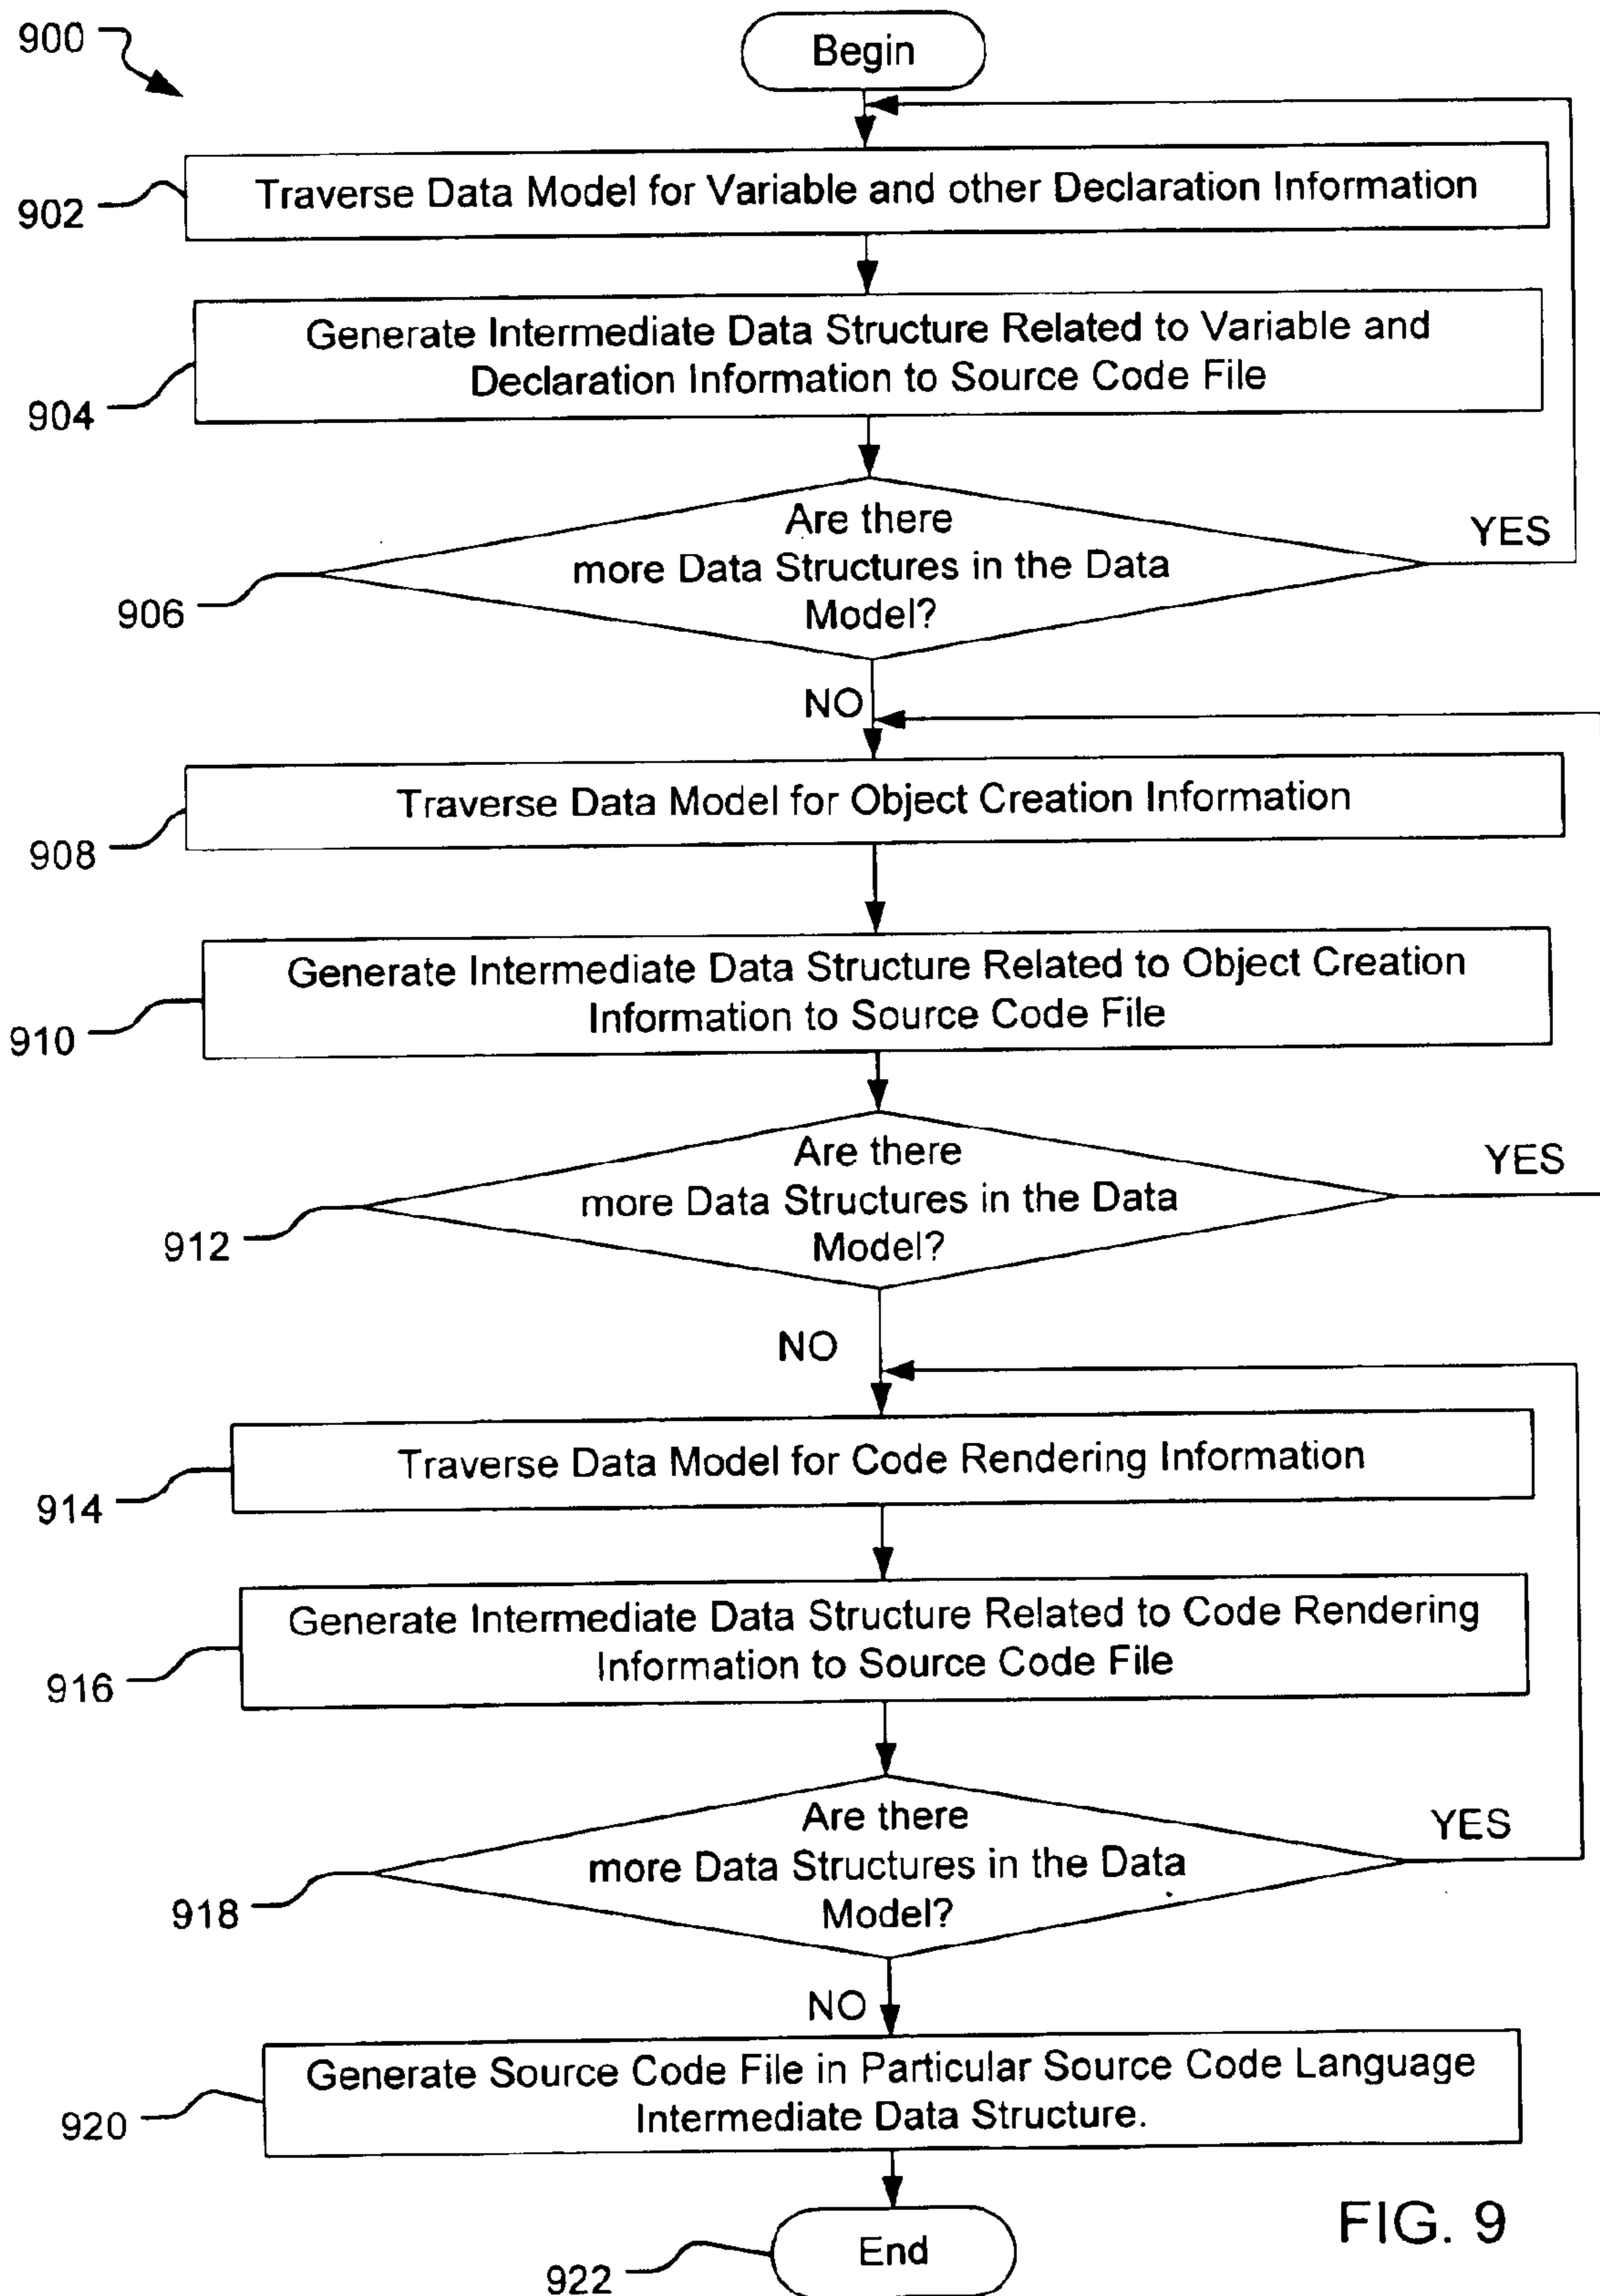 900
Begin
902
Traverse Data Model for Variable and other Declaration Information
Generate Intermediate Data Structure Related to Variable and
Declaration Information to Source Code File
904
Are there
more Data Structures in the Data
Model?
YES
906
NO
Traverse Data Model for Object Creation Information
908
Generate Intermediate Data Structure Related to Object Creation
Information to Source Code File
910
Are there
more Data Structures in the Data
Model?
YES
912
NO
Traverse Data Model for Code Rendering Information
914
Generate Intermediate Data Structure Related to Code Rendering
Information to Source Code File
916
Are there
more Data Structures in the Data
Model?
YES
918
NO
Generate Source Code File in Particular Source Code Language
Intermediate Data Structure.
920
End
922
FIG. 9